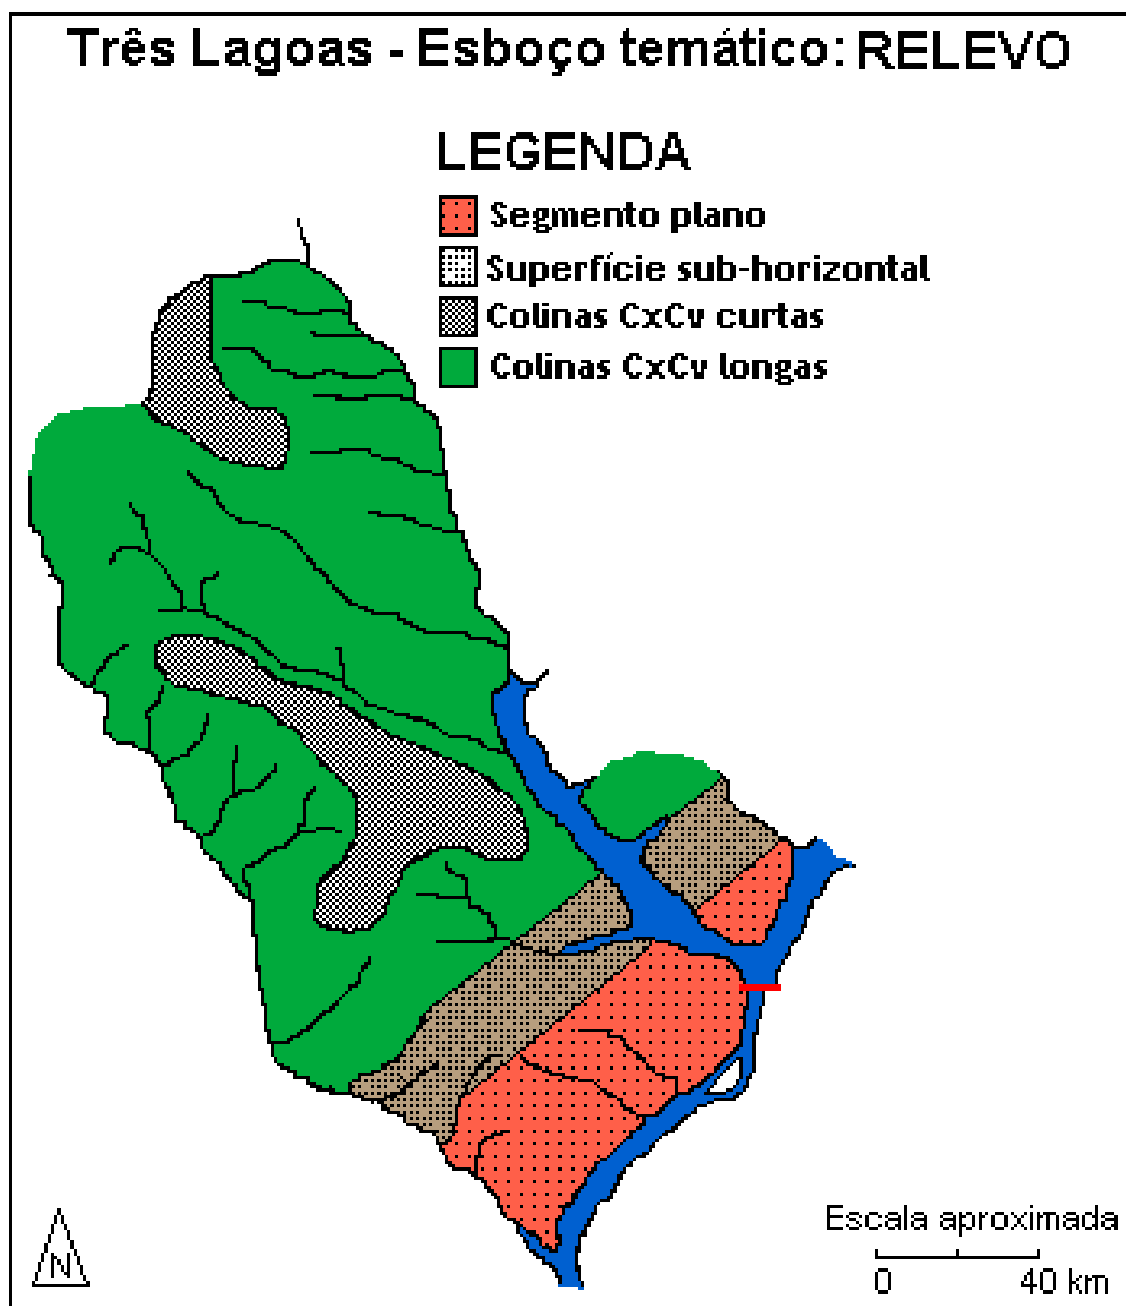 Três Lagoas - Esboço temático: RELEVO
LEGENDA
Segmento plano
Superfície sub-horizontal
Colinas CxCv curtas
Colinas CxCv longas
Escala aproximada
0 40 km
N